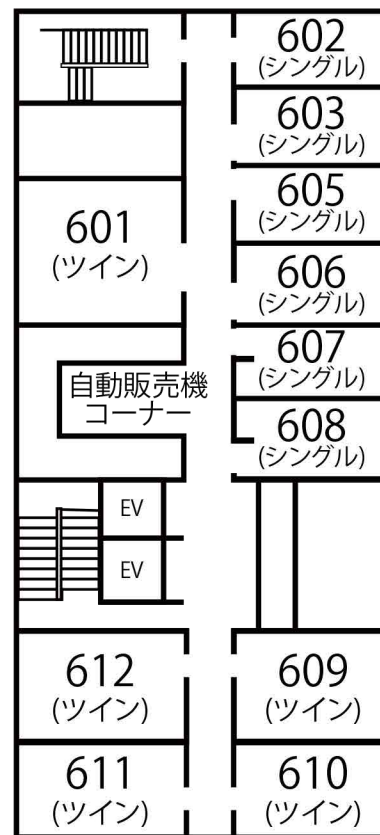 602
(シングル)
603
(シングル)
601
(ツイン)
605
(シングル)
606
(シングル)
607
(シングル)
自動販売機
コーナー
608
(シングル)
EV
EV
612
(ツイン)
609
(ツイン)
611
(ツイン)
610
(ツイン)